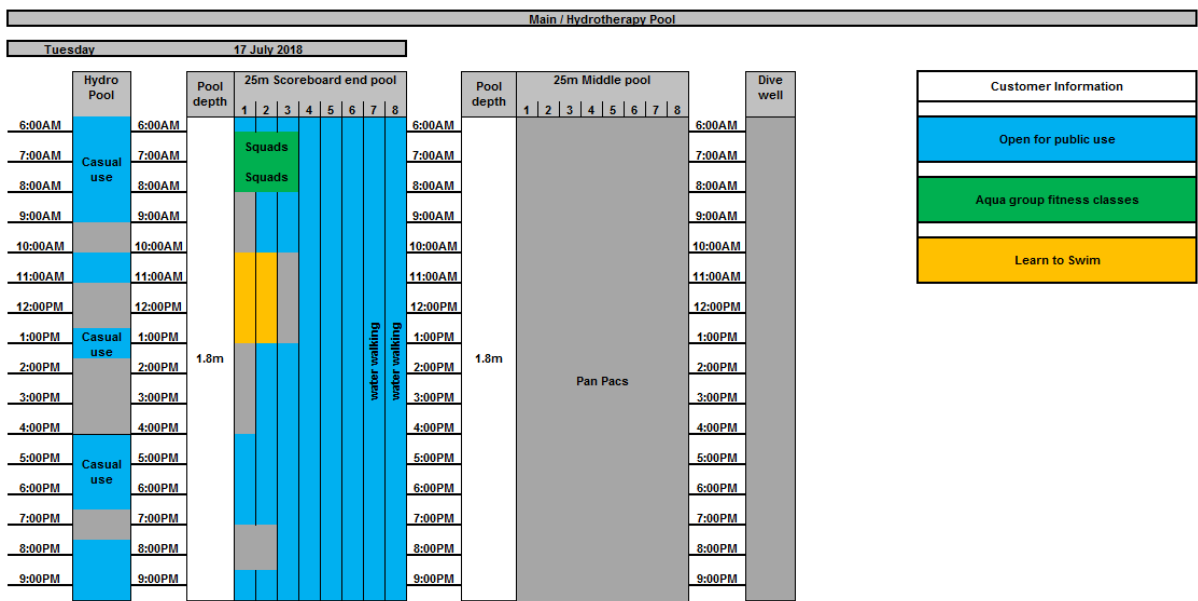 Main / Hydrotherapy Pool
Tuesday 17 July 2018
Hydro Pool 25m Scoreboard end pool Pool 25m Middle pool Dive
Pool depth 1 2 3 4 5 6 7 8 depth 1 2 3 4 5 6 7 8 well
Customer Information
6:00AM 6:00AM 6:00AM 6:00AM
Open for public use
Squads
7:00AM 7:00AM 7:00AM 7:00AM
Casual
use
Squads
8:00AM 8:00AM 8:00AM 8:00AM
Aqua group fitness classes
9:00AM 9:00AM 9:00AM 9:00AM
10:00AM 10:00AM 10:00AM 10:00AM
Learn to Swim
11:00AM 11:00AM 11:00AM 11:00AM
12:00PM 12:00PM 12:00PM 12:00PM
1:00PM Casual 1:00PM 1:00PM 1:00PM
use
1.8m water walking water walking 1.8m
2:00PM 2:00PM 2:00PM 2:00PM
Pan Pacs
3:00PM 3:00PM 3:00PM 3:00PM
4:00PM 4:00PM 4:00PM 4:00PM
5:00PM Casual 5:00PM 5:00PM 5:00PM
use
6:00PM 6:00PM 6:00PM 6:00PM
7:00PM 7:00PM 7:00PM 7:00PM
8:00PM 8:00PM 8:00PM 8:00PM
9:00PM 9:00PM 9:00PM 9:00PM